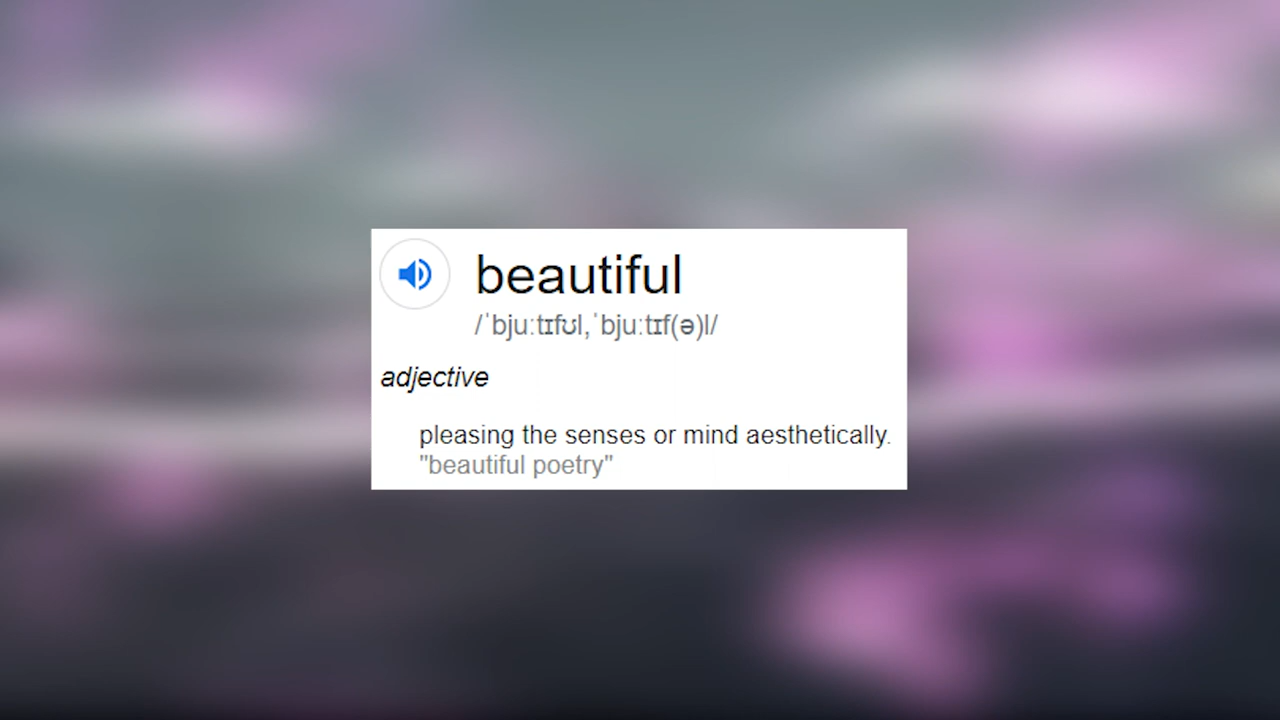 beautiful
/ˈbjuːtɪfʊl,ˈbjuːtɪf(ə)l/
adjective
pleasing the senses or mind aesthetically.
"beautiful poetry"